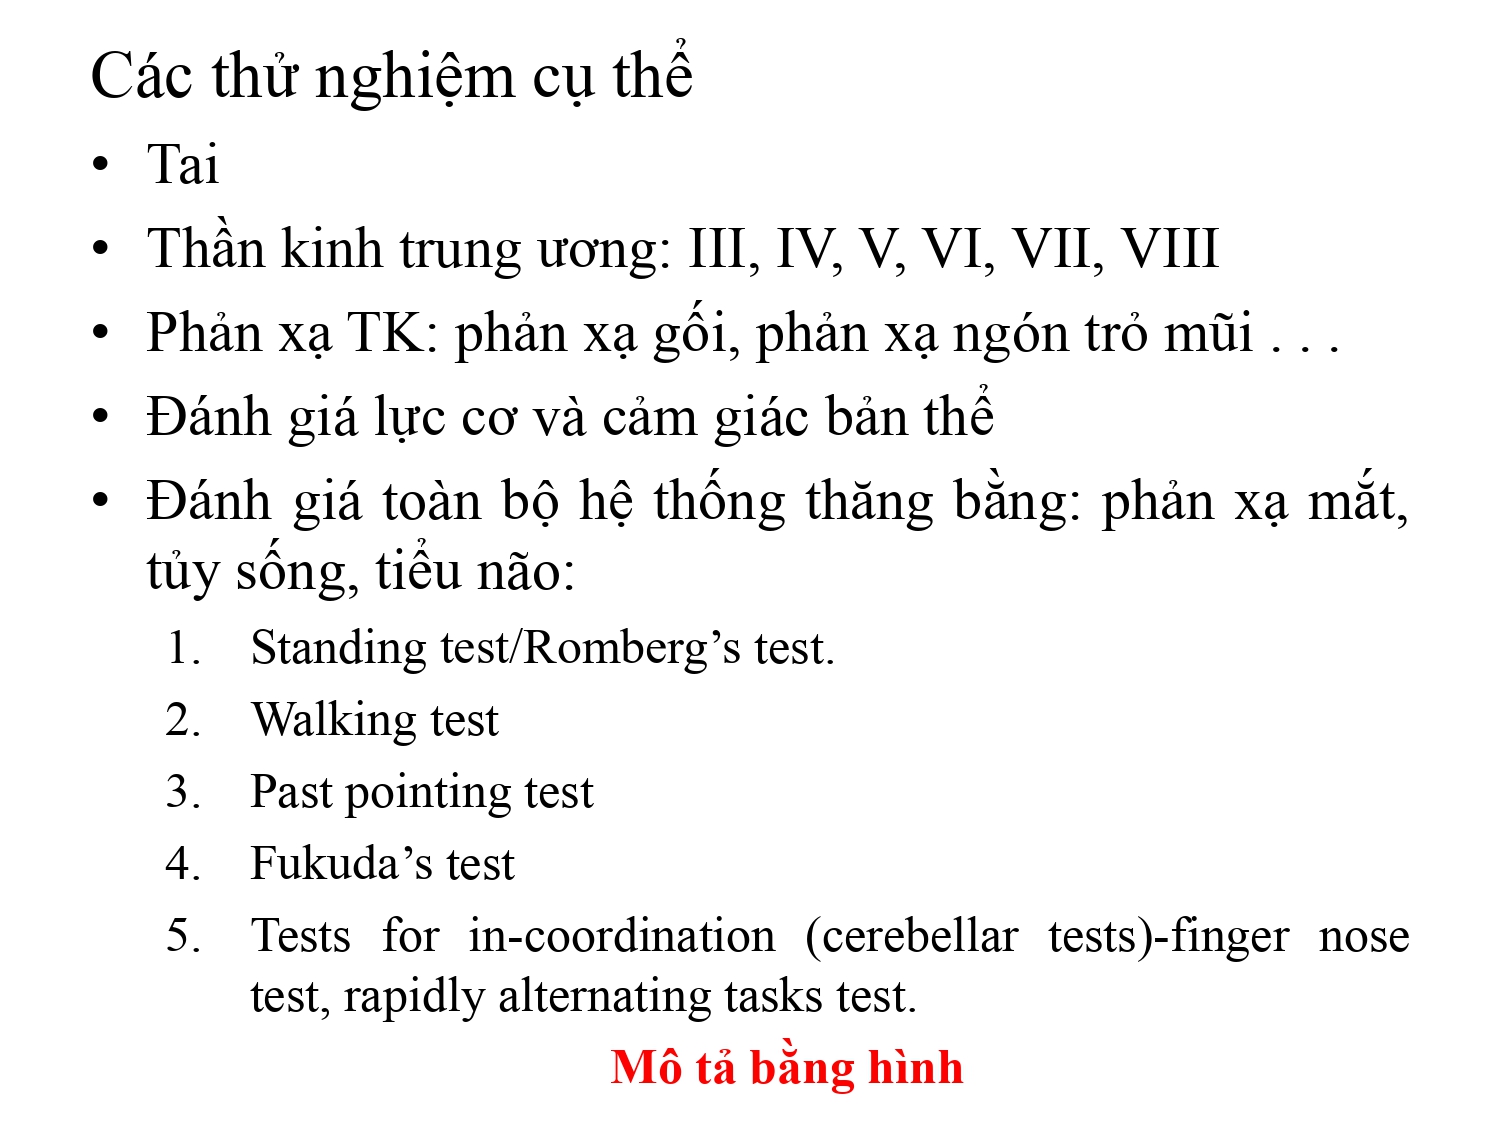 Các thử nghiệm cụ thể
• Tai
• Thần kinh trung ương: III, IV, V, VI, VII, VIII
• Phản xạ TK: phản xạ gối, phản xạ ngón trỏ mũi . . .
• Đánh giá lực cơ và cảm giác bản thể
• Đánh giá toàn bộ hệ thống thăng bằng: phản xạ mắt,
tủy sống, tiểu não:
1. Standing test/Romberg’s test.
2. Walking test
3. Past pointing test
4. Fukuda’s test
5. Tests for in-coordination (cerebellar tests)-finger nose
test, rapidly alternating tasks test.
Mô tả bằng hình